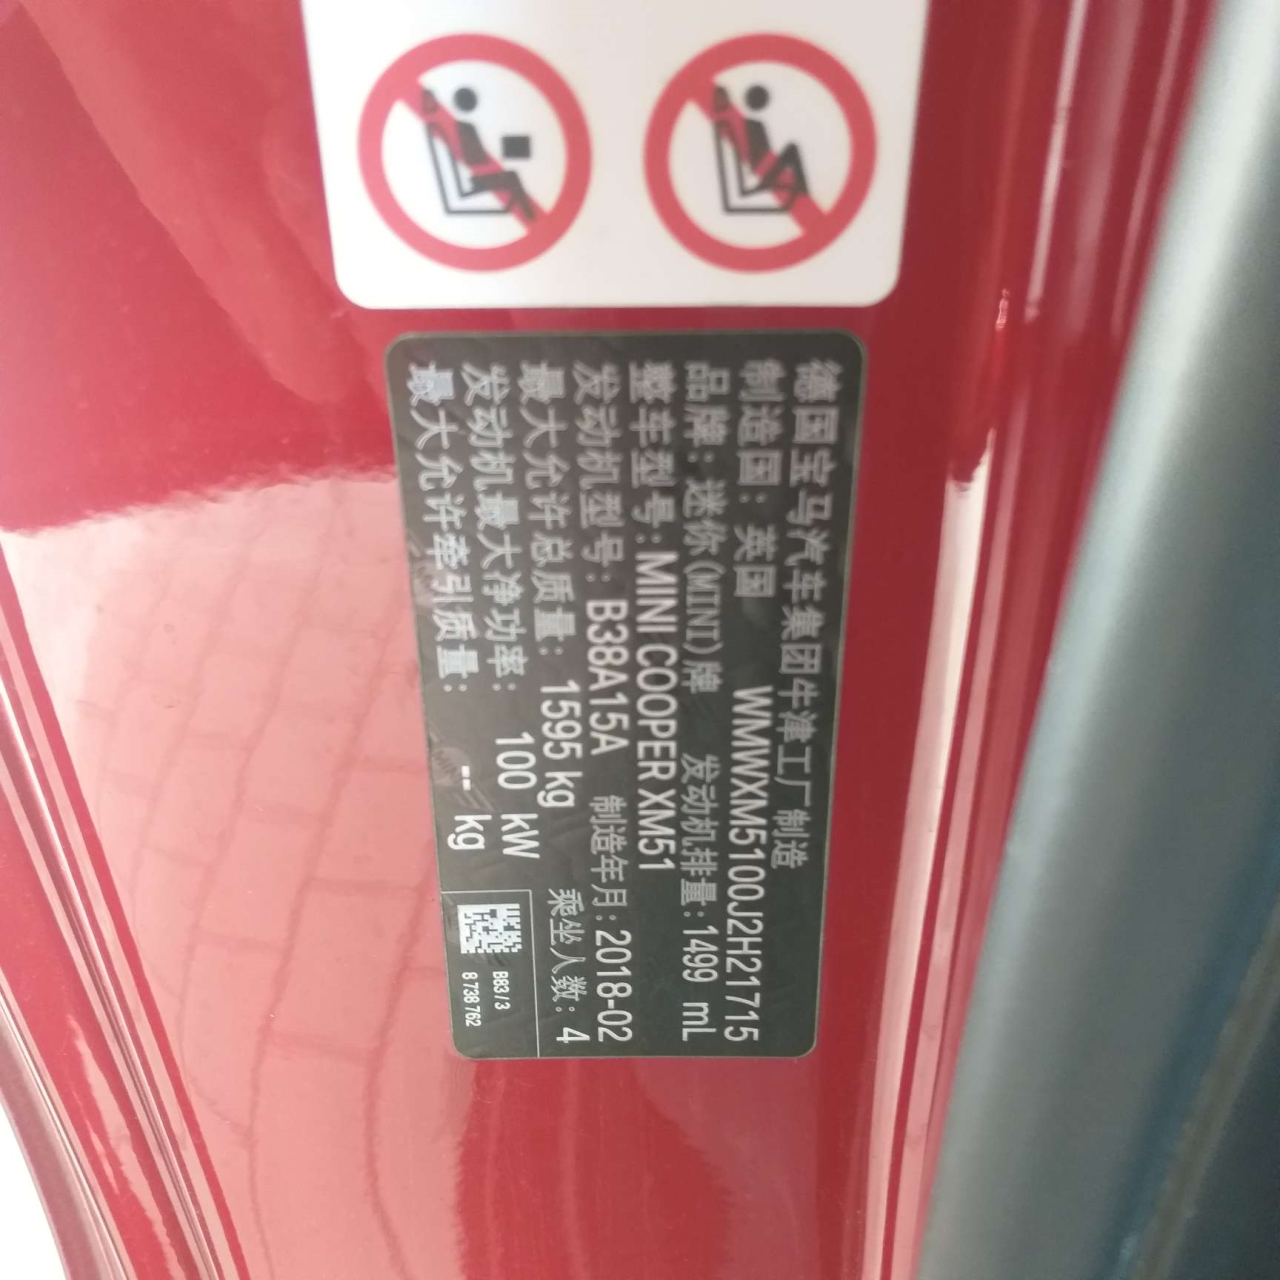 德国宝马汽车集团牛津工厂制造
制造国：英国 WMWXM5100J2H21715
品牌：迷你(MINI)牌 发动机排量：1499 mL
整车型号：MINI COOPER XM51
发动机型号：B38A15A 制造年月：2018-02
最大允许总质量：1595 kg 乘坐人数：4
发动机最大净功率：100 kW
最大允许牵引质量：-- kg
B83 / 3
8 738 762